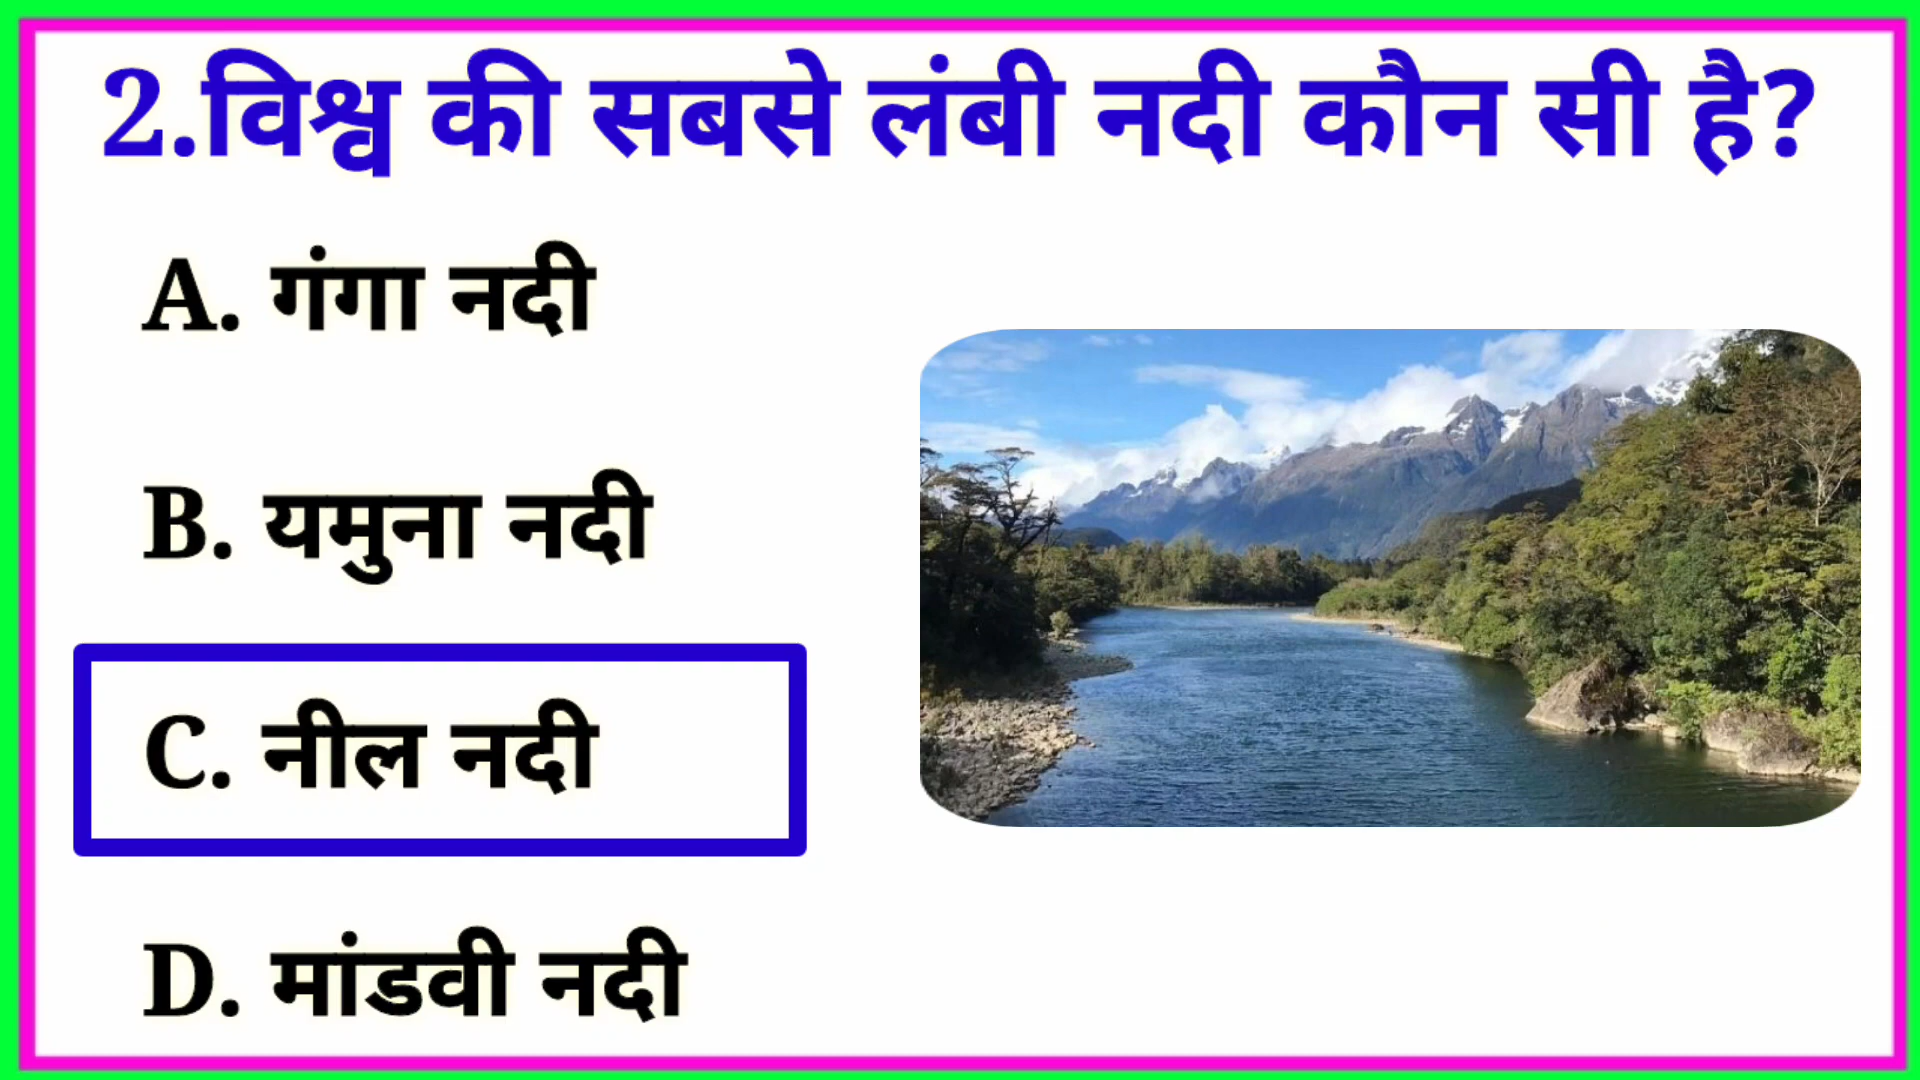 2.विश्व की सबसे लंबी नदी कौन सी है?
A. गंगा नदी
B. यमुना नदी
C. नील नदी
D. मांडवी नदी